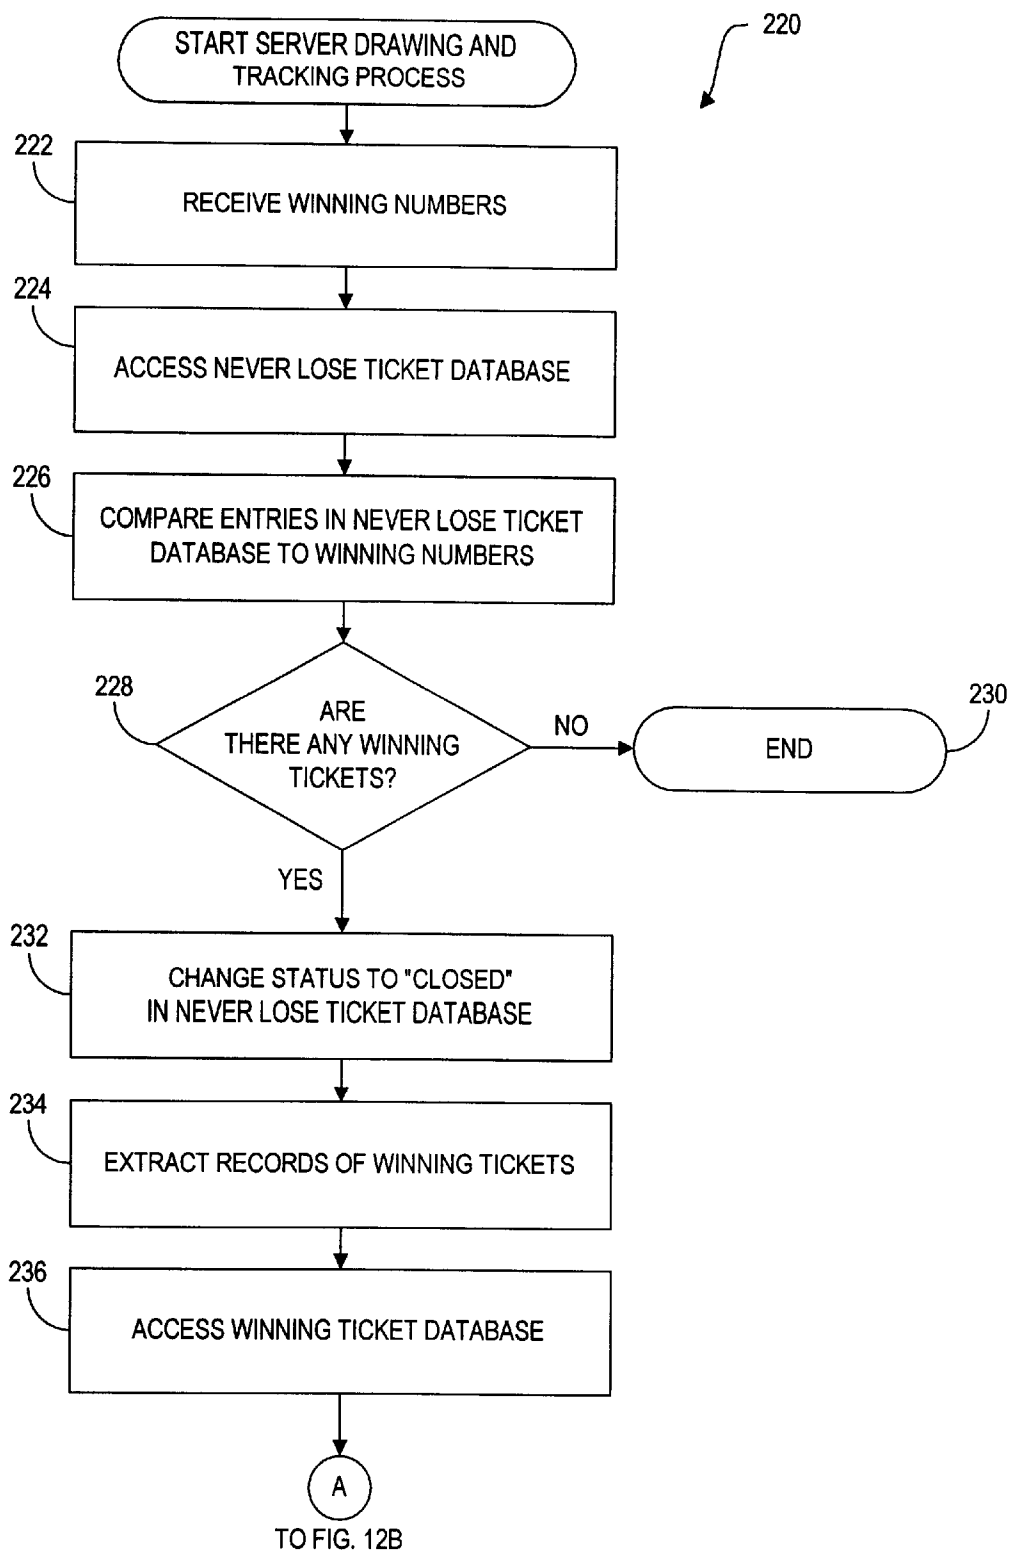 START SERVER DRAWING AND
TRACKING PROCESS
220
222
RECEIVE WINNING NUMBERS
224
ACCESS NEVER LOSE TICKET DATABASE
226
COMPARE ENTRIES IN NEVER LOSE TICKET
DATABASE TO WINNING NUMBERS
228
ARE
THERE ANY WINNING
TICKETS?
NO
END
230
YES
232
CHANGE STATUS TO "CLOSED"
IN NEVER LOSE TICKET DATABASE
234
EXTRACT RECORDS OF WINNING TICKETS
236
ACCESS WINNING TICKET DATABASE
A
TO FIG. 12B